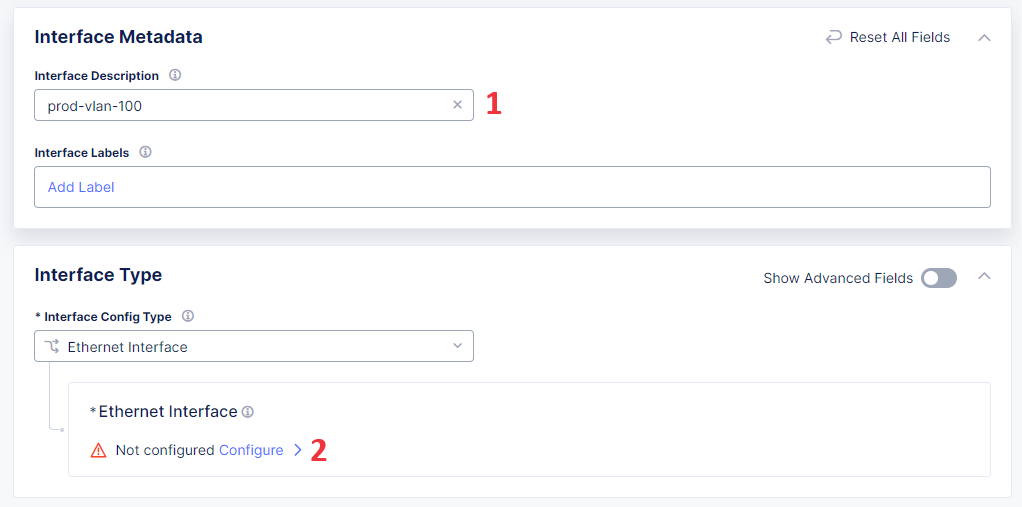 Interface Metadata
Reset All Fields
Interface Description
prod-vlan-100
1
Interface Labels
Add Label
Interface Type
Show Advanced Fields
* Interface Config Type
Ethernet Interface
*Ethernet Interface
Not configured Configure
2